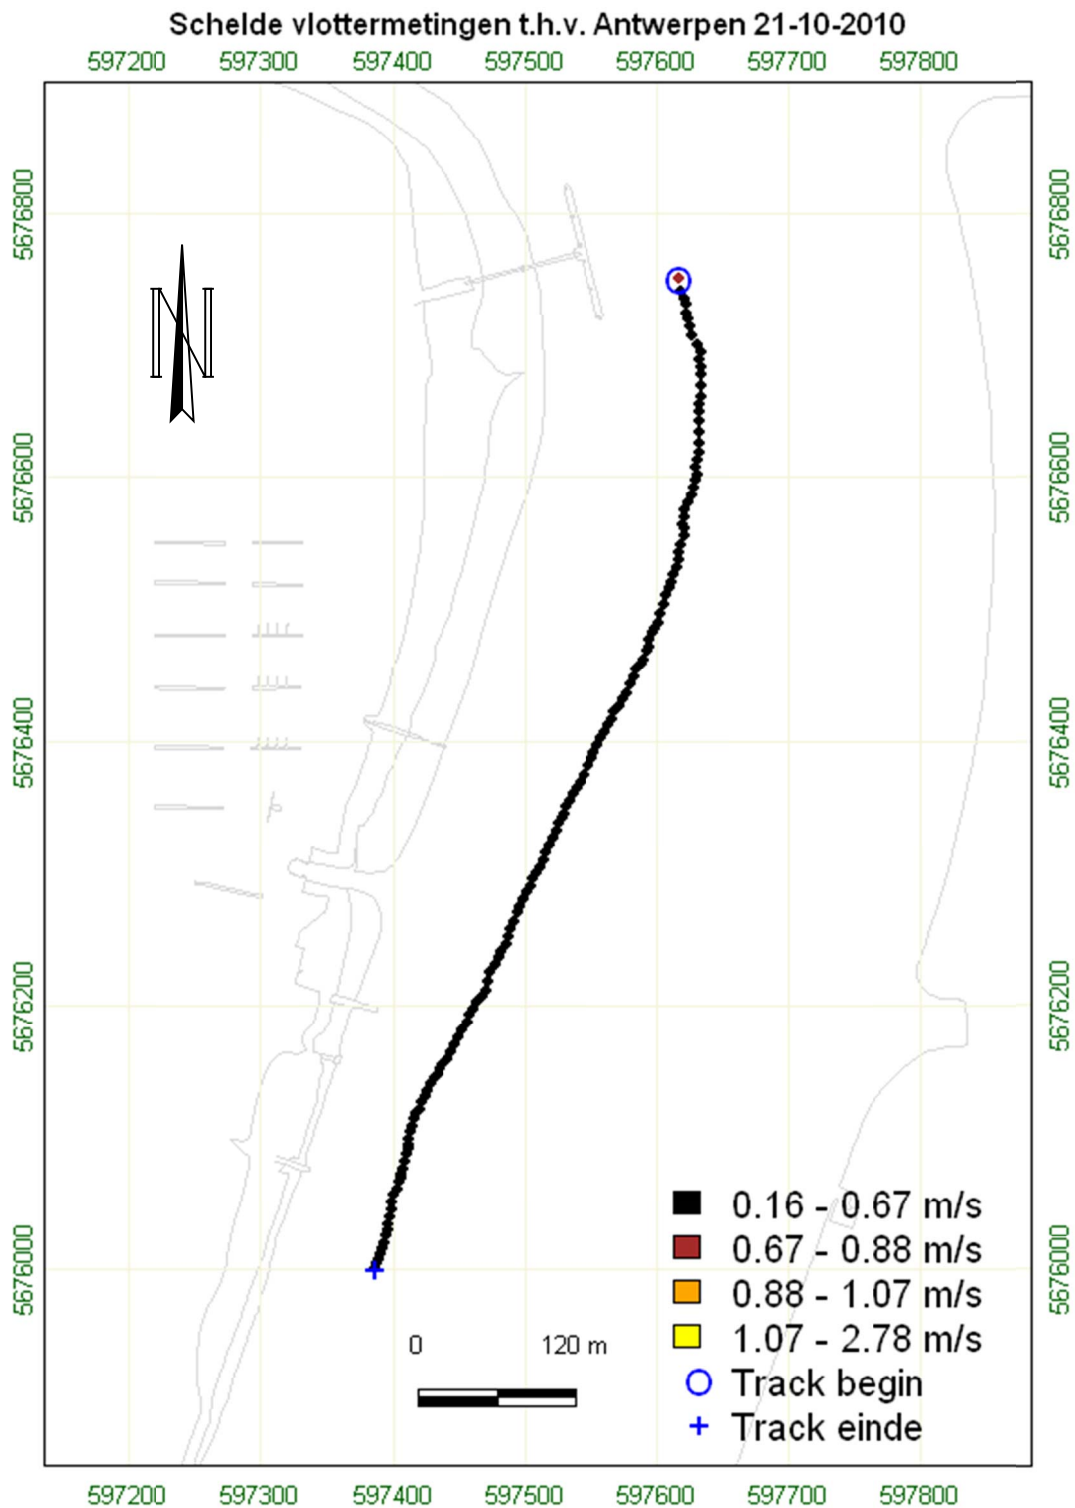 Schelde vlottermetingen t.h.v. Antwerpen 21-10-2010
597200 597300 597400 597500 597600 597700 597800
5676800 5676800
N
5676600 5676600
5676400 5676400
5676200 5676200
5676000 5676000
0.16 - 0.67 m/s
0.67 - 0.88 m/s
0.88 - 1.07 m/s
1.07 - 2.78 m/s
Track begin
Track einde
0 120 m
597200 597300 597400 597500 597600 597700 597800